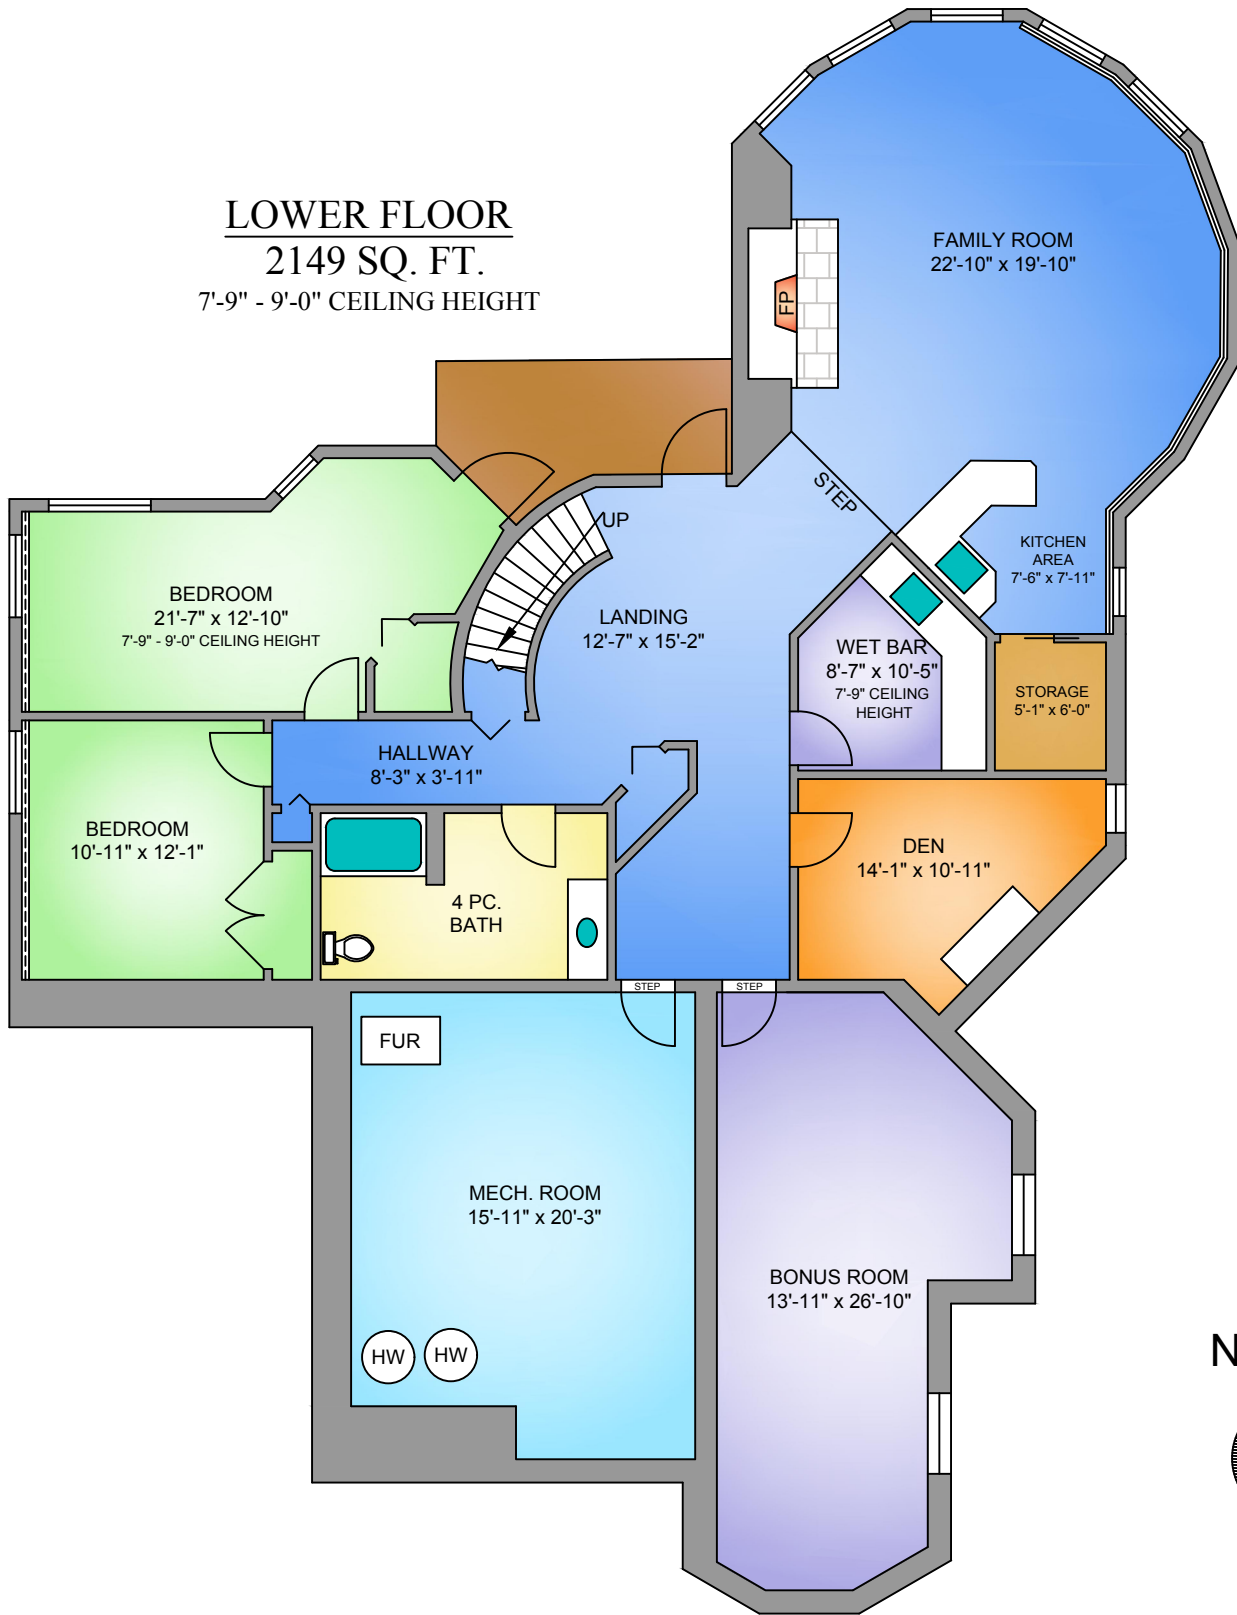 LOWER FLOOR
2149 SQ. FT.
7'-9" - 9'-0" CEILING HEIGHT
FAMILY ROOM
22'-10" x 19'-10"
FP
STEP
UP
KITCHEN
AREA
7'-6" x 7'-11"
BEDROOM
21'-7" x 12'-10"
7'-9" - 9'-0" CEILING HEIGHT
LANDING
12'-7" x 15'-2"
WET BAR
8'-7" x 10'-5"
7'-9" CEILING
HEIGHT
STORAGE
5'-1" x 6'-0"
HALLWAY
8'-3" x 3'-11"
BEDROOM
10'-11" x 12'-1"
DEN
14'-1" x 10'-11"
4 PC.
BATH
STEP
STEP
FUR
MECH. ROOM
15'-11" x 20'-3"
BONUS ROOM
13'-11" x 26'-10"
HW
HW
N